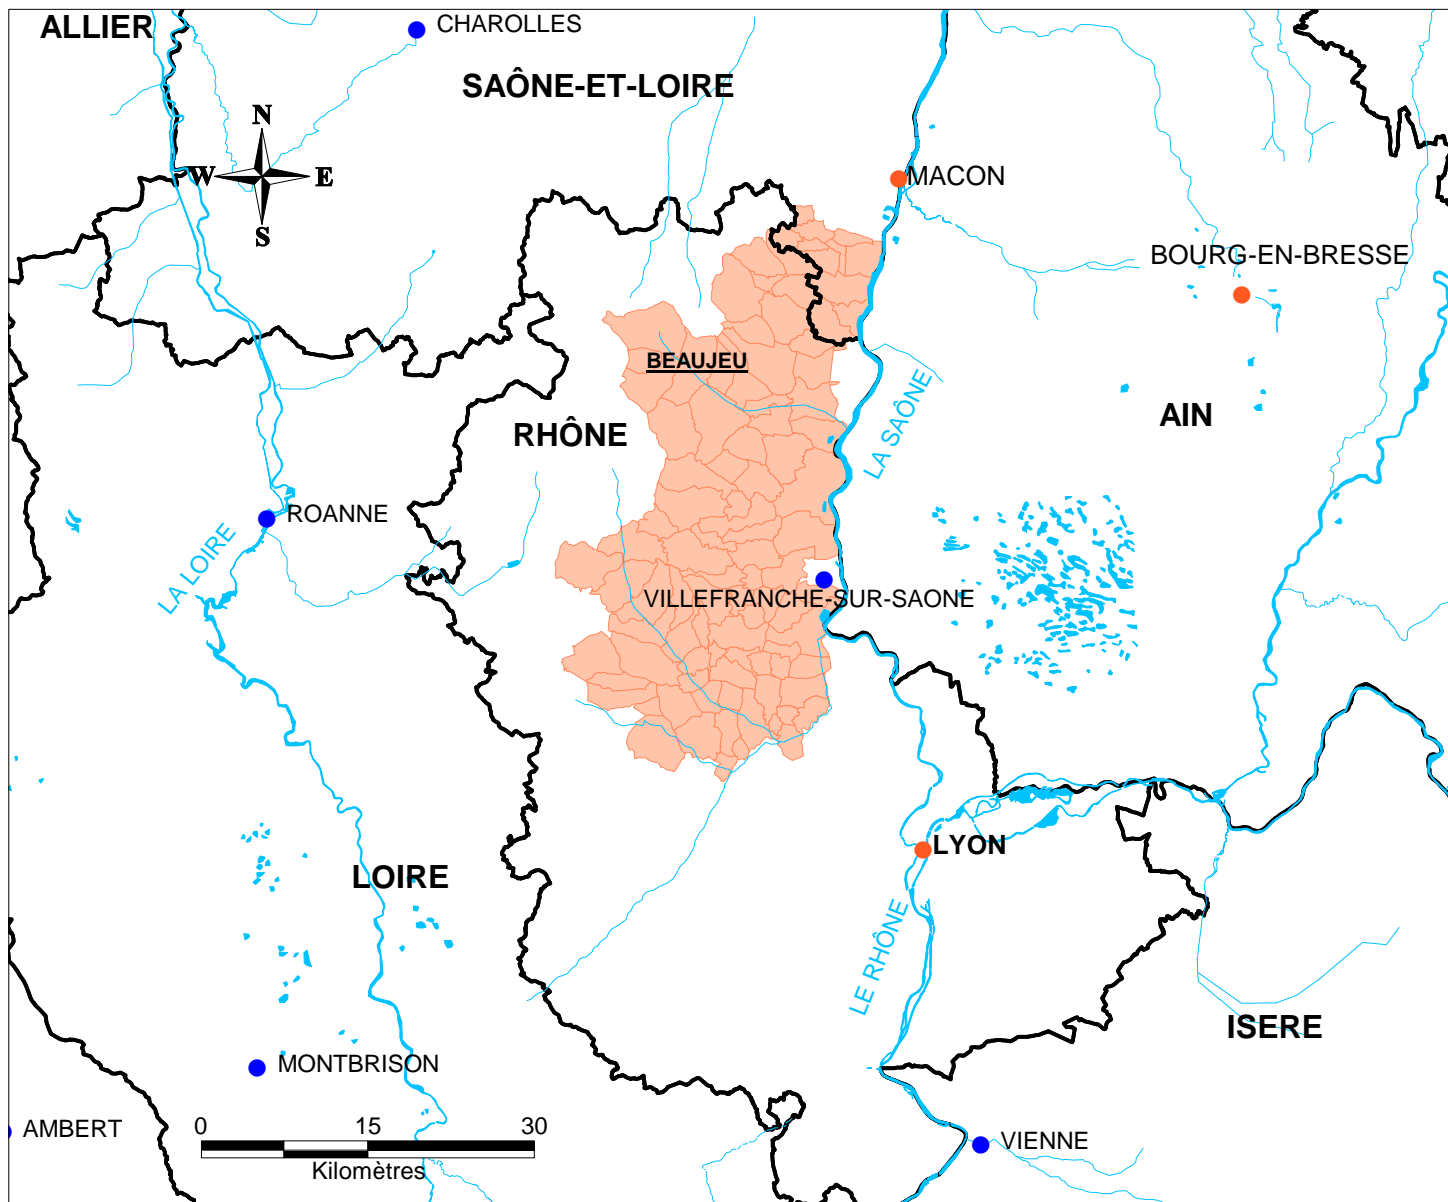 ALLIER
CHAROLLES
SAÔNE-ET-LOIRE
N
W
E
S
MACON
BOURG-EN-BRESSE
BEAUJEU
LA SAÔNE
AIN
RHÔNE
ROANNE
LA LOIRE
VILLEFRANCHE-SUR-SAONE
LYON
LOIRE
LE RHÔNE
ISERE
MONTBRISON
AMBERT
0 15 30
Kilomètres
VIENNE